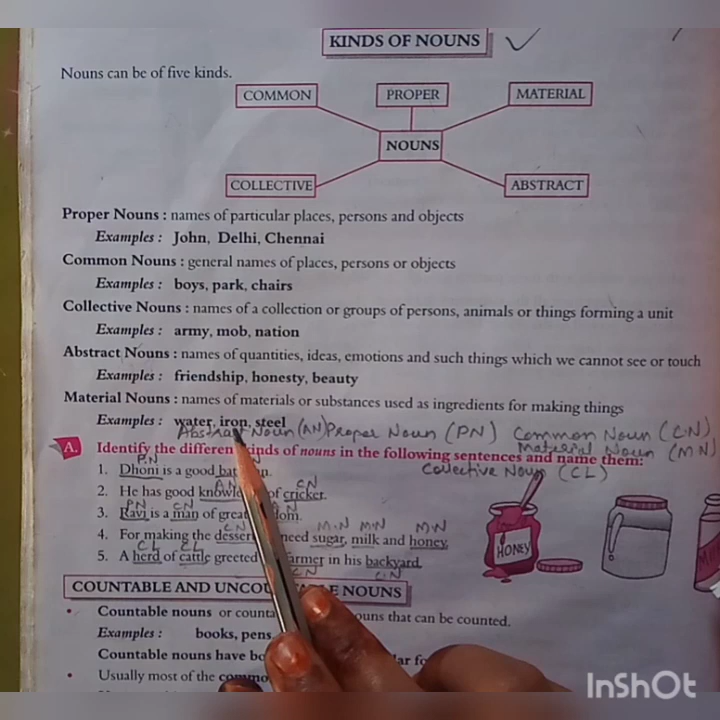 KINDS OF NOUNS
Nouns can be of five kinds.
COMMON PROPER MATERIAL
NOUNS
COLLECTIVE ABSTRACT
Proper Nouns : names of particular places, persons and objects
Examples : John, Delhi, Chennai
Common Nouns : general names of places, persons or objects
Examples : boys, park, chairs
Collective Nouns : names of a collection or groups of persons, animals or things forming a unit
Examples : army, mob, nation
Abstract Nouns : names of quantities, ideas, emotions and such things which we cannot see or touch
Examples : friendship, honesty, beauty
Material Nouns : names of materials or substances used as ingredients for making things
Examples : water, iron, steel
Abstract Noun (AN) Proper Noun (PN) Common Noun (C.N)
Material Noun (MN)
A. Identify the different kinds of nouns in the following sentences and name them:
Collective Noun (CL)
P.N
1. Dhoni is a good
A.N CN
2. He has good of cricket.
PN CN
3. Ravi is a man of great
C N M.N M.N M.N
4. For making the need sugar, milk and honey.
CL CL
5. A herd of cattle greeted farmer in his backyard.
C.N
HONEY
COUNTABLE AND NOUNS
• Countable nouns or that can be counted.
Examples : books, pens
Countable nouns have
• Usually most of the
InShOt